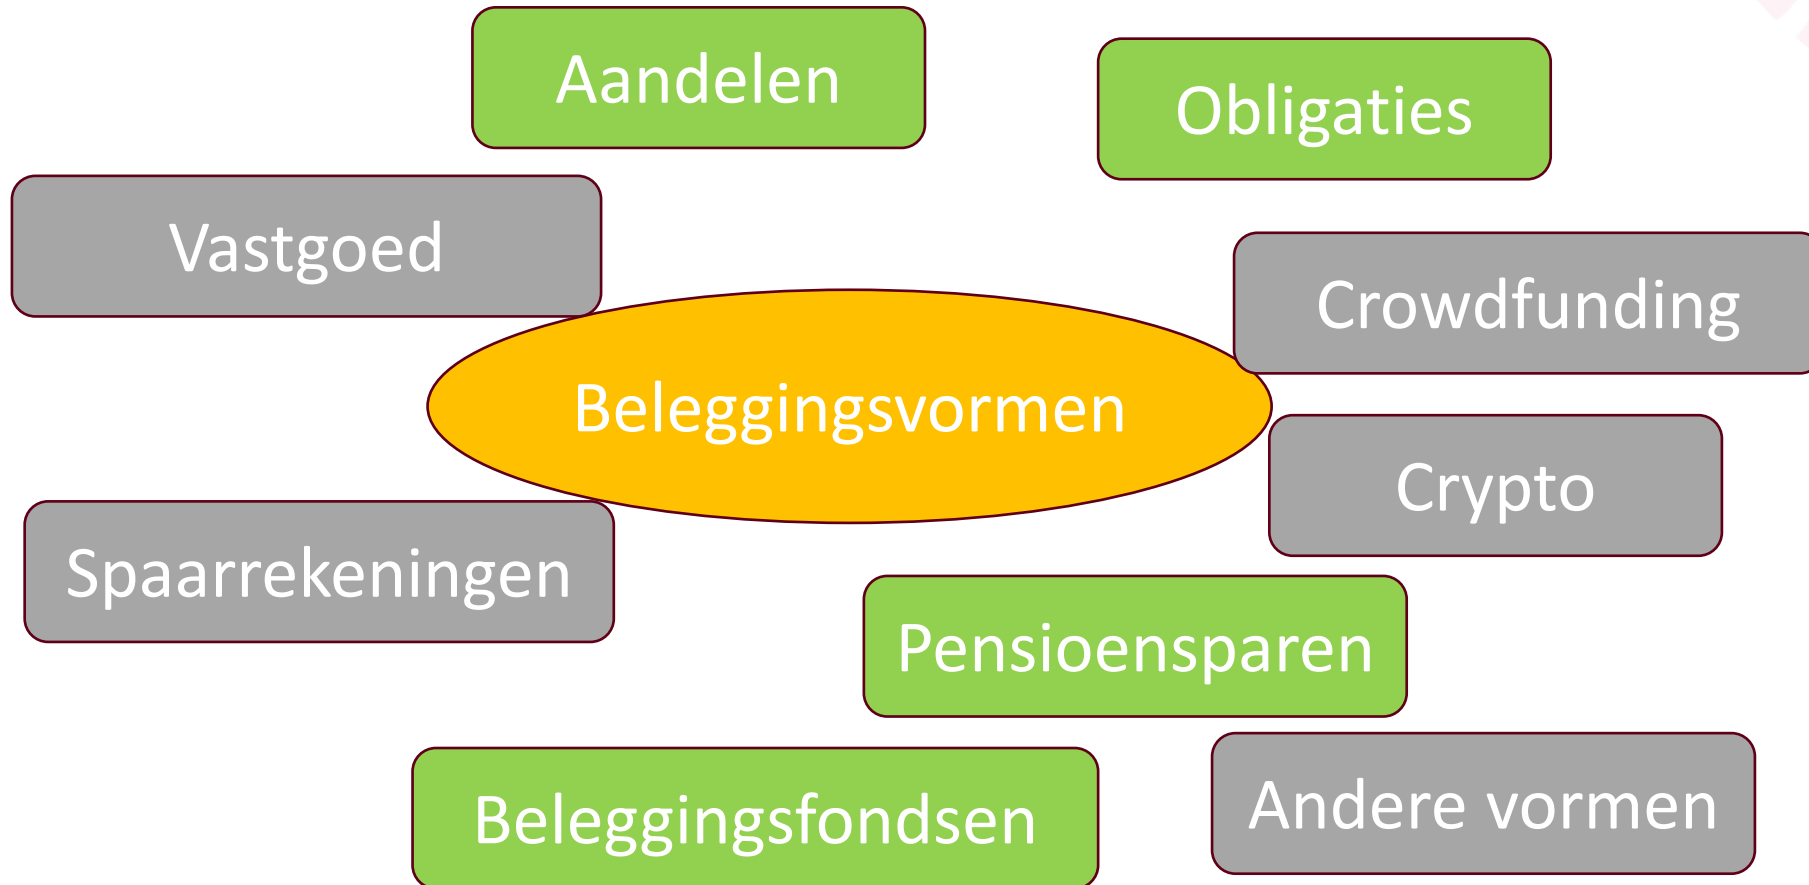 Aandelen
Obligaties
Vastgoed
Crowdfunding
Beleggingsvormen
Crypto
Spaarrekeningen
Pensioensparen
Beleggingsfondsen
Andere vormen